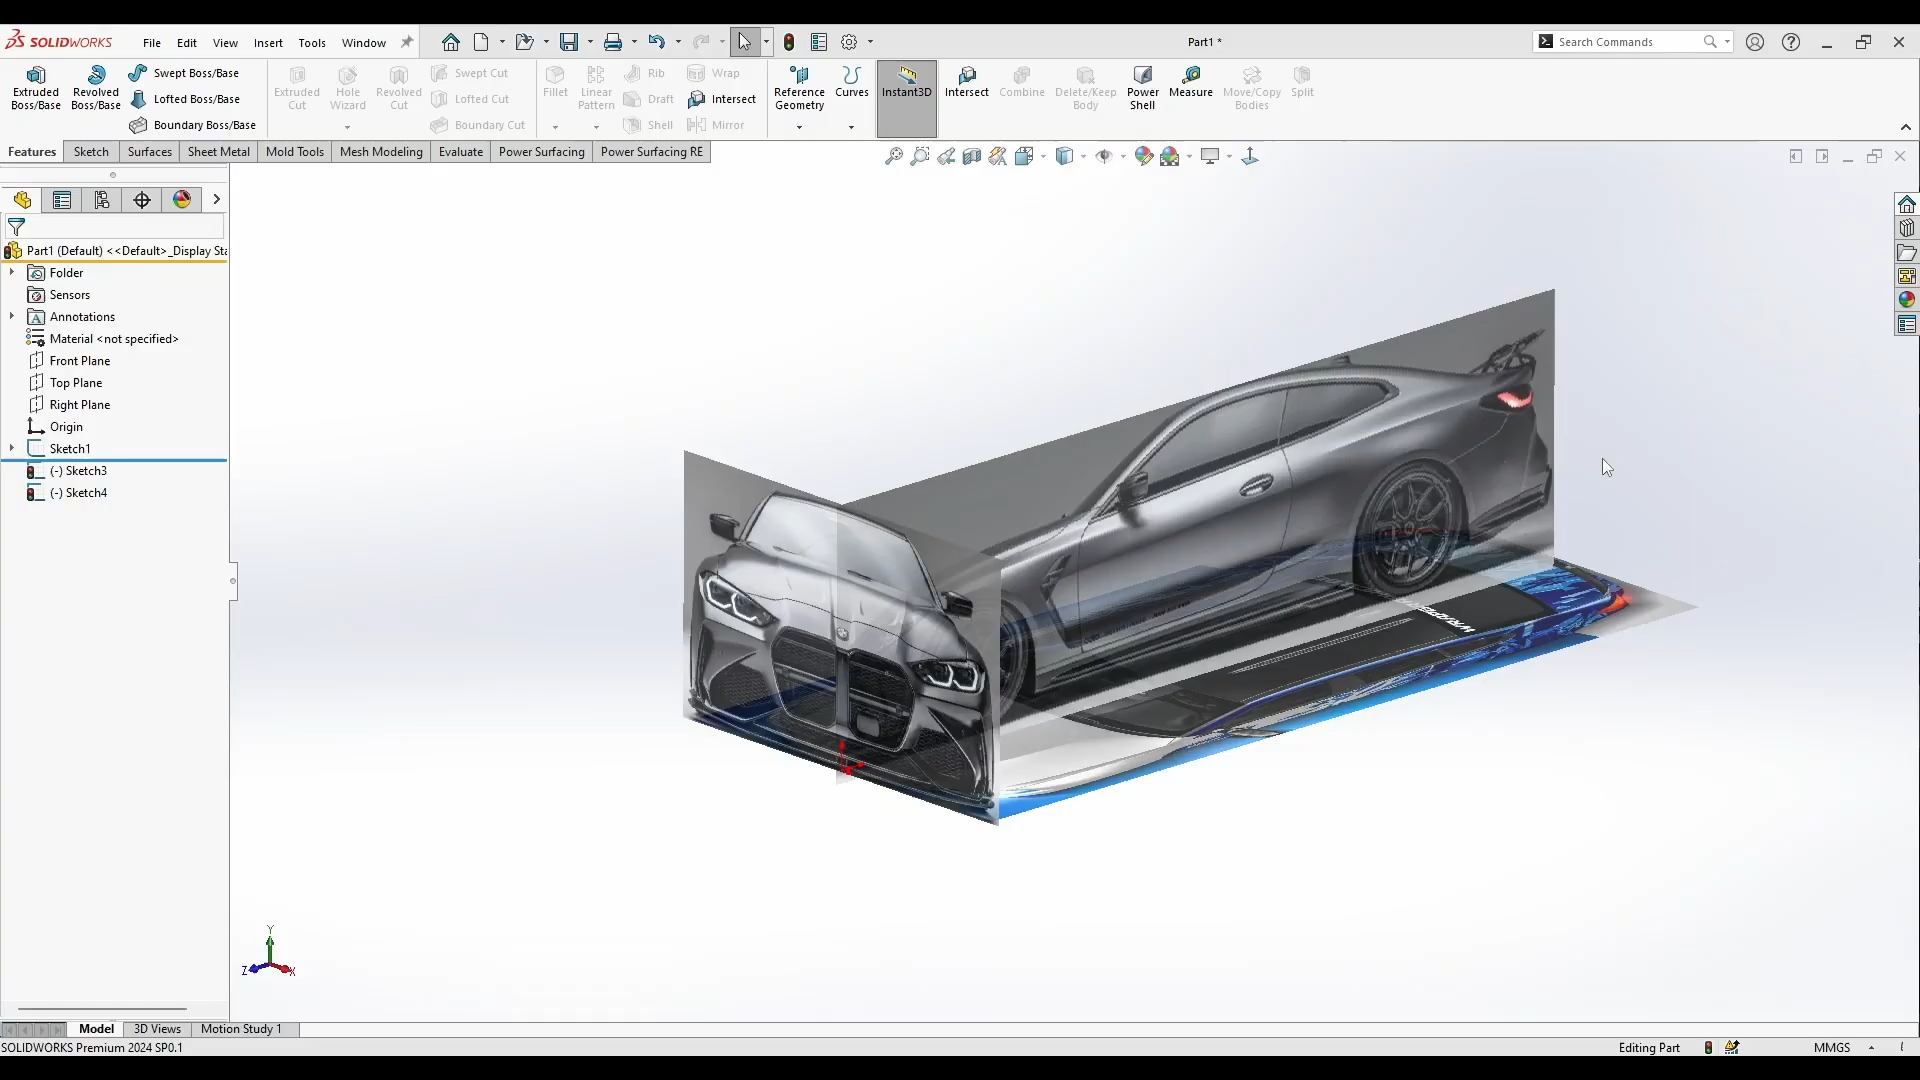 SOLIDWORKS
File Edit View Insert Tools Window
Part1 *
Search Commands
Extruded Boss/Base
Revolved Boss/Base
Swept Boss/Base
Lofted Boss/Base
Boundary Boss/Base
Extruded Cut
Hole Wizard
Revolved Cut
Swept Cut
Lofted Cut
Boundary Cut
Fillet
Linear Pattern
Rib
Draft
Shell
Wrap
Intersect
Mirror
Reference Geometry
Curves
Instant3D
Intersect
Combine
Delete/Keep Body
Power Shell
Measure
Move/Copy Bodies
Split
Features Sketch Surfaces Sheet Metal Mold Tools Mesh Modeling Evaluate Power Surfacing Power Surfacing RE
Part1 (Default) <<Default>_Display Sta
Folder
Sensors
Annotations
Material <not specified>
Front Plane
Top Plane
Right Plane
Origin
Sketch1
(-) Sketch3
(-) Sketch4
Y
Z X
Model 3D Views Motion Study 1
SOLIDWORKS Premium 2024 SP0.1
Editing Part
MMGS